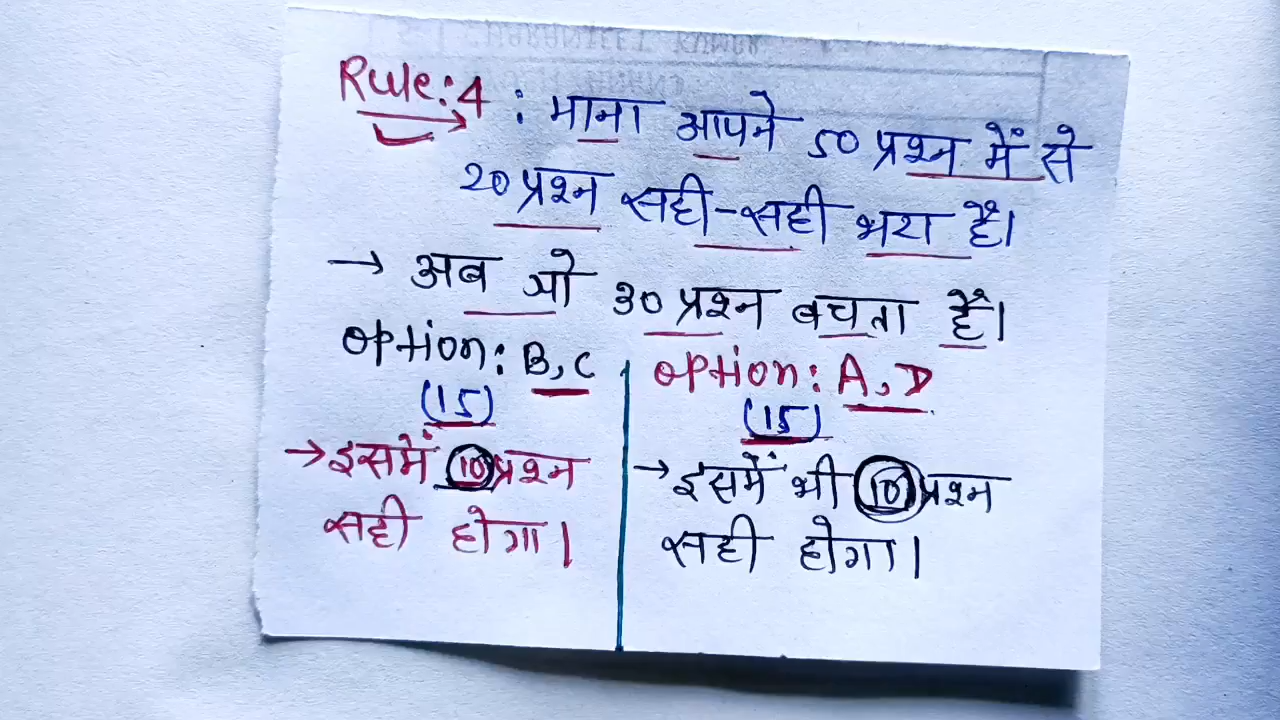 Rule:4 : माना आपने 50 प्रश्न में से
20 प्रश्न सही-सही भरा है।
→ अब जो 30 प्रश्न बचता है।
option: B,C
(15)
→ इसमें 10 प्रश्न
सही होगा।
option: A,D
(15)
→ इसमें भी 10 प्रश्न
सही होगा।